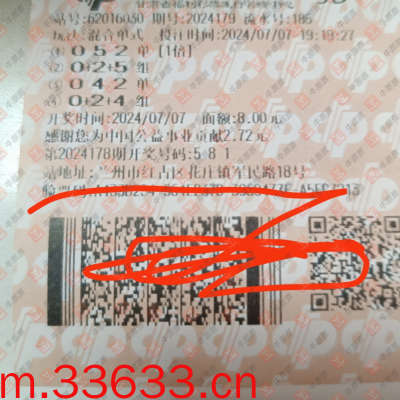 站号:62016030 期号:2024179 流水号:185
玩法:混合单式 投注时间:2024/07/07 19:19:27
① 0 5 2 单 [1倍]
② 0+2+5 组
③ 0 4 2 单
④ 0+2+4 组
开奖时间:2024/07/07 面额:8.00元
感谢您为中国公益事业贡献2.72元
第2024178期开奖号码:5 8 1
站地址:兰州市红古区花庄镇军民路18号
m.33633.cn